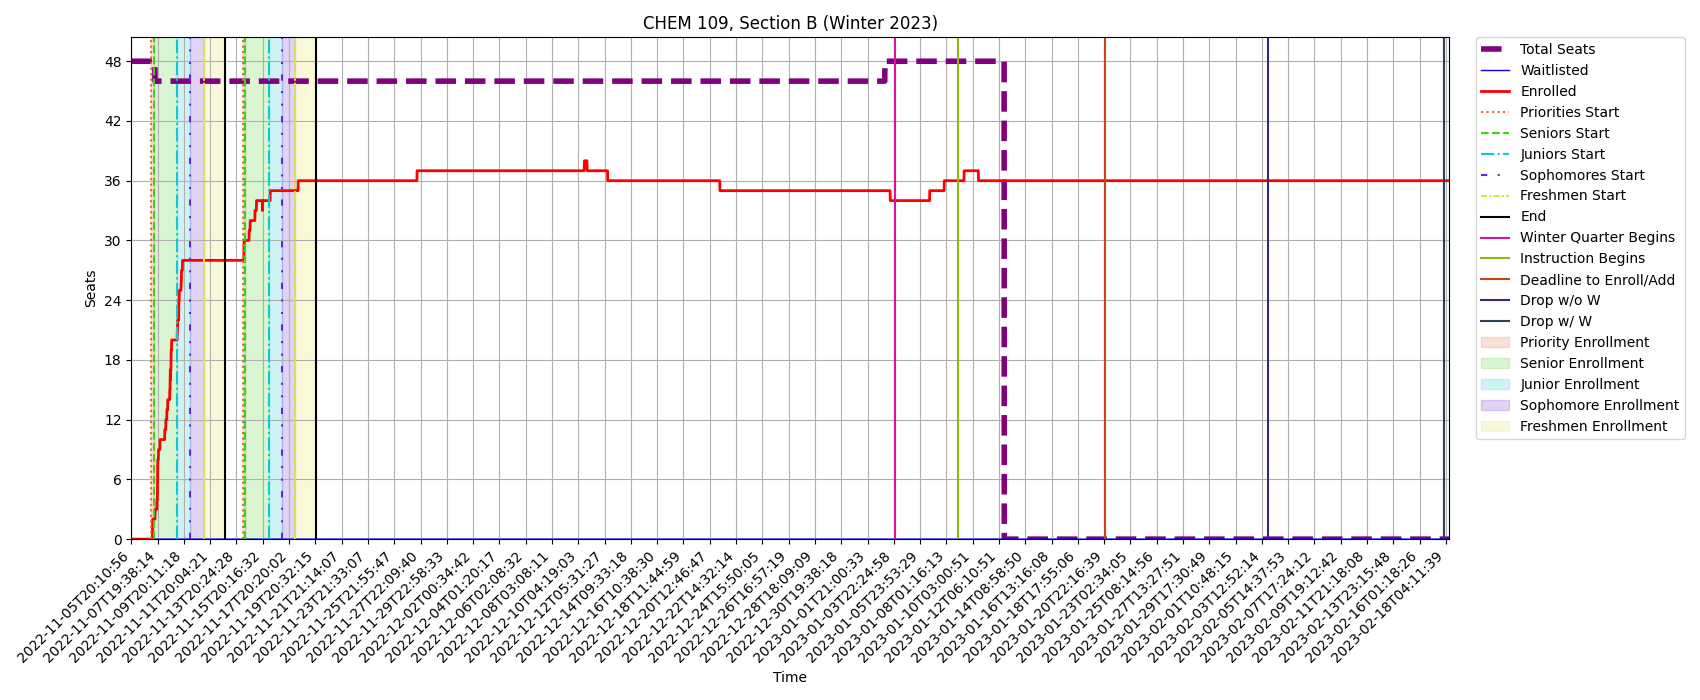 CHEM 109, Section B (Winter 2023)
Seats
48
42
36
30
24
18
12
6
0
2022-11-05T20:10:56
2022-11-07T19:38:14
2022-11-09T20:11:18
2022-11-11T20:04:21
2022-11-13T20:24:28
2022-11-15T20:16:32
2022-11-17T20:20:02
2022-11-19T20:32:15
2022-11-21T21:14:07
2022-11-23T21:33:07
2022-11-25T21:55:47
2022-11-27T22:09:40
2022-11-29T22:58:33
2022-12-02T00:34:42
2022-12-04T01:20:17
2022-12-06T02:08:32
2022-12-08T03:08:11
2022-12-10T04:19:03
2022-12-12T05:31:27
2022-12-14T09:33:18
2022-12-16T10:38:30
2022-12-18T11:44:59
2022-12-20T12:46:47
2022-12-22T14:32:14
2022-12-24T15:50:05
2022-12-26T16:57:19
2022-12-28T18:09:09
2022-12-30T19:38:18
2023-01-01T21:00:33
2023-01-03T22:24:58
2023-01-05T23:53:29
2023-01-08T01:16:13
2023-01-10T03:00:51
2023-01-12T06:10:51
2023-01-14T08:58:50
2023-01-16T13:16:08
2023-01-18T17:55:06
2023-01-20T22:16:39
2023-01-23T02:34:05
2023-01-25T08:14:56
2023-01-27T13:27:51
2023-01-29T17:30:49
2023-02-01T10:48:15
2023-02-03T12:52:14
2023-02-05T14:37:53
2023-02-07T17:24:12
2023-02-09T19:12:42
2023-02-11T21:18:08
2023-02-13T23:15:48
2023-02-16T01:18:26
2023-02-18T04:11:39
Time
Total Seats
Waitlisted
Enrolled
Priorities Start
Seniors Start
Juniors Start
Sophomores Start
Freshmen Start
End
Winter Quarter Begins
Instruction Begins
Deadline to Enroll/Add
Drop w/o W
Drop w/ W
Priority Enrollment
Senior Enrollment
Junior Enrollment
Sophomore Enrollment
Freshmen Enrollment